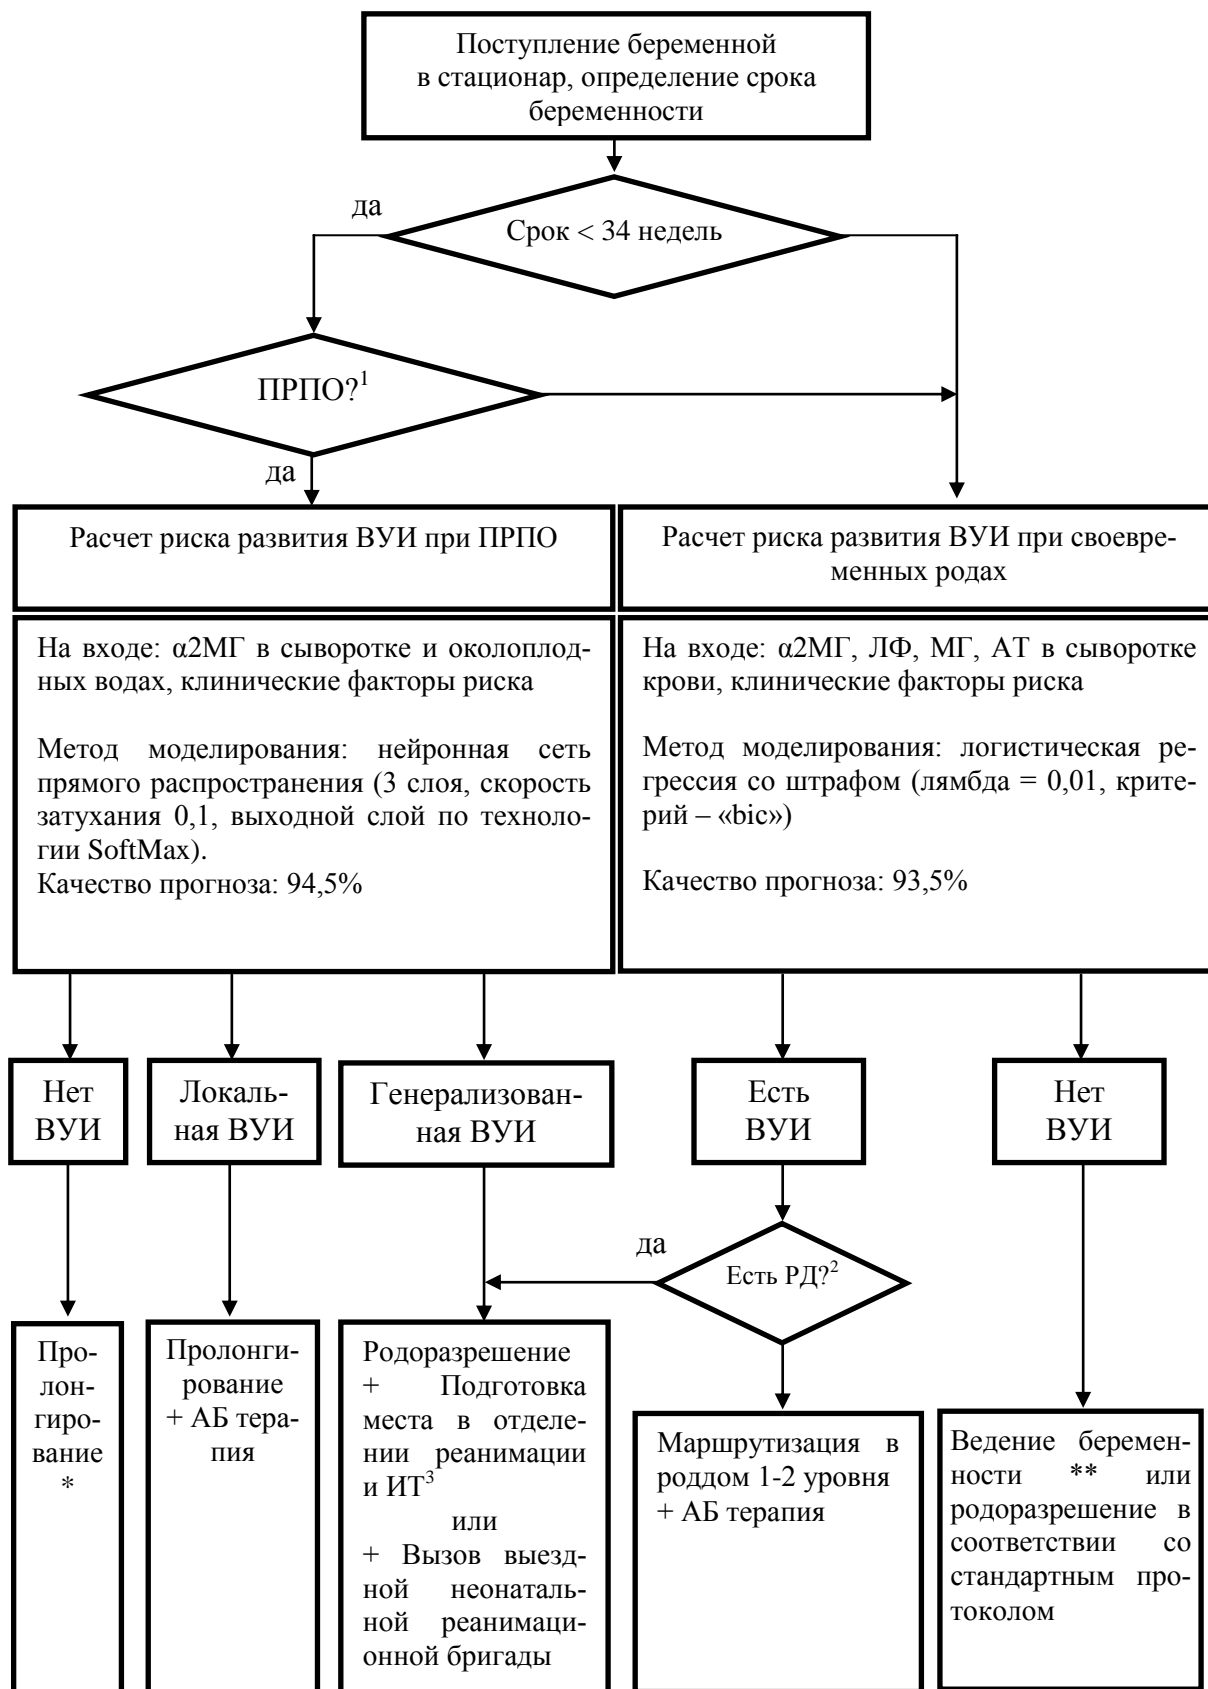 Поступление беременной
в стационар, определение срока
беременности
да
Срок < 34 недель
ПРПО?¹
да
Расчет риска развития ВУИ при ПРПО
Расчет риска развития ВУИ при своевре-
менных родах
На входе: α2МГ в сыворотке и околоплод-
ных водах, клинические факторы риска
Метод моделирования: нейронная сеть
прямого распространения (3 слоя, скорость
затухания 0,1, выходной слой по техноло-
гии SoftMax).
Качество прогноза: 94,5%
На входе: α2МГ, ЛФ, МГ, АТ в сыворотке
крови, клинические факторы риска
Метод моделирования: логистическая ре-
грессия со штрафом (лямбда = 0,01, крите-
рий – «bic»)
Качество прогноза: 93,5%
Нет
ВУИ
Локаль-
ная ВУИ
Генерализован-
ная ВУИ
Есть
ВУИ
Нет
ВУИ
да
Есть РД?²
Про-
лон-
гиро-
вание
*
Пролонги-
рование
+ АБ тера-
пия
Родоразрешение
+ Подготовка
места в отделе-
нии реанимации
и ИТ³
или
+ Вызов выезд-
ной неонаталь-
ной реанимаци-
онной бригады
Маршрутизация в
роддом 1-2 уровня
+ АБ терапия
Ведение беремен-
ности ** или
родоразрешение в
соответствии со
стандартным про-
токолом